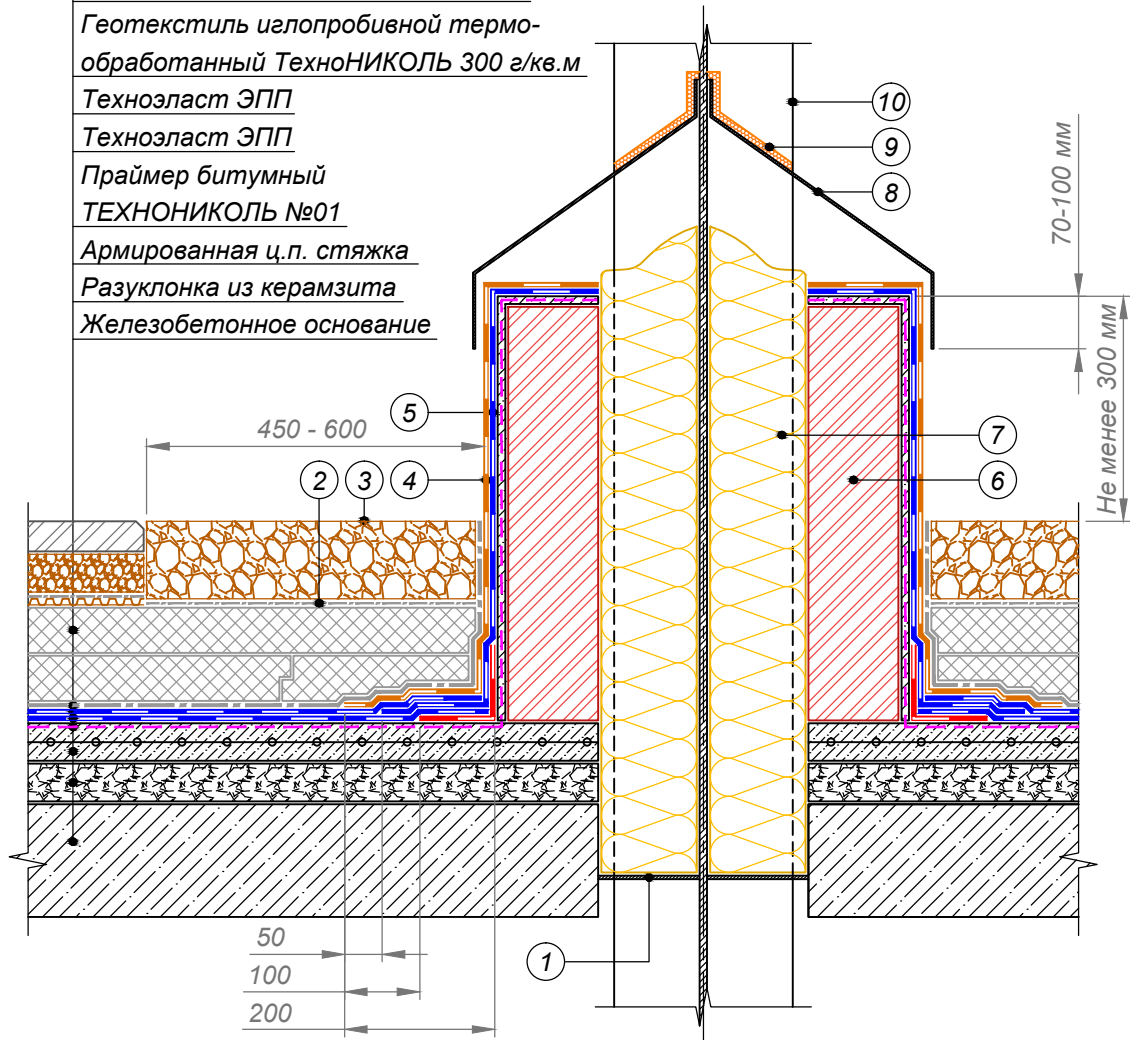 Геотекстиль иглопробивной термо-
обработанный ТехноНИКОЛЬ 300 г/кв.м
Техноэласт ЭПП
Техноэласт ЭПП
Праймер битумный
ТЕХНОНИКОЛЬ №01
Армированная ц.п. стяжка
Разуклонка из керамзита
Железобетонное основание
10
9
8
70-100 мм
Не менее 300 мм
5
450 - 600
7
2
3
4
6
50
1
100
200